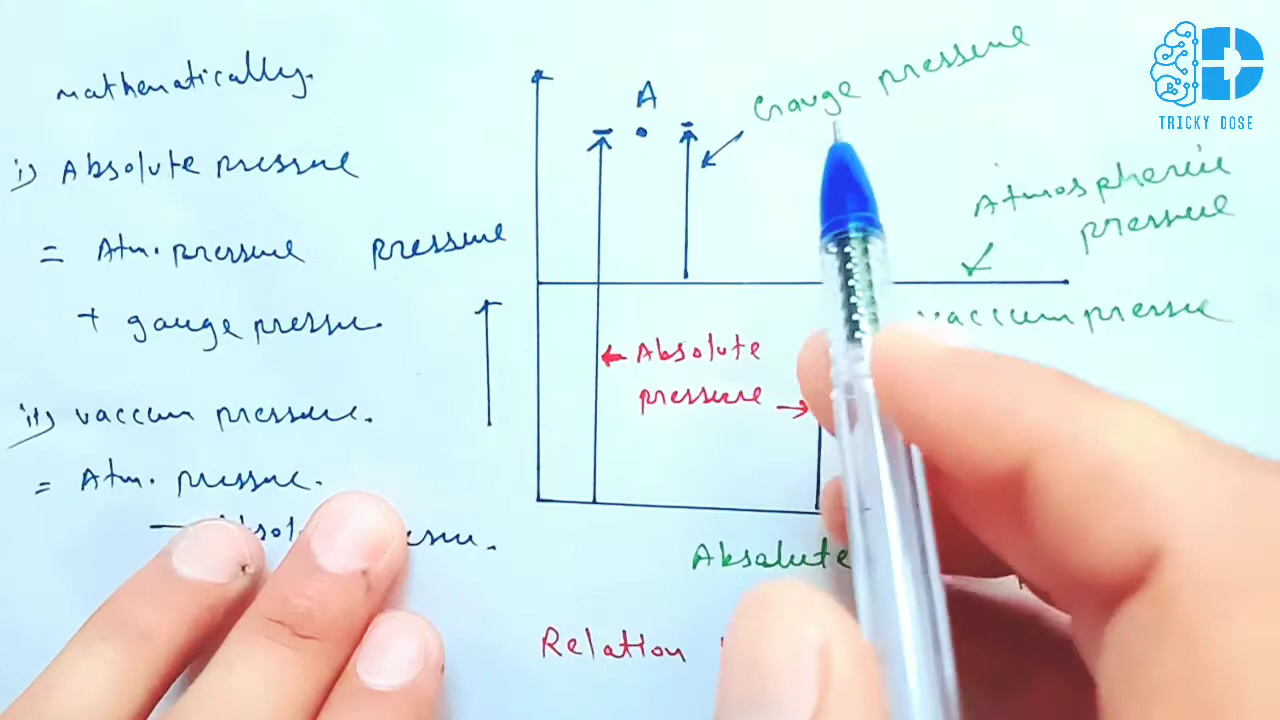 mathematically.
i) Absolute pressure
= Atm. pressure
+ gauge pressure.
ii) vaccum pressure.
= Atm. pressure.
—
pressure
A
Gauge pressure
Atmospheric
pressure
vaccum pressure
Absolute
pressure
Absolute
Relation
TRICKY DOSE